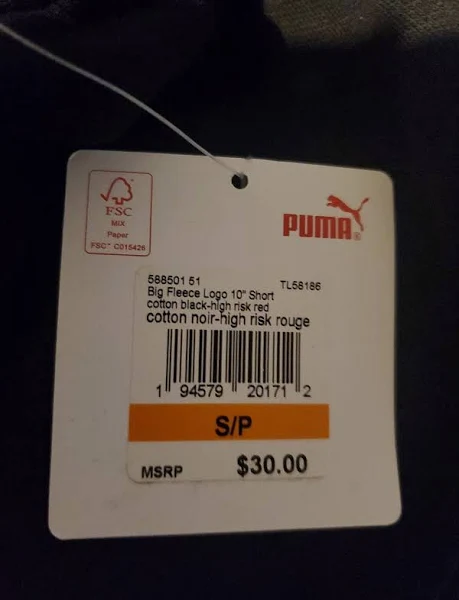 FSC
MIX
Paper
FSC™ C015426
PUMA®
588501 51 TL58186
Big Fleece Logo 10" Short
cotton black-high risk red
cotton noir-high risk rouge
1 94579 20171 2
S/P
MSRP $30.00